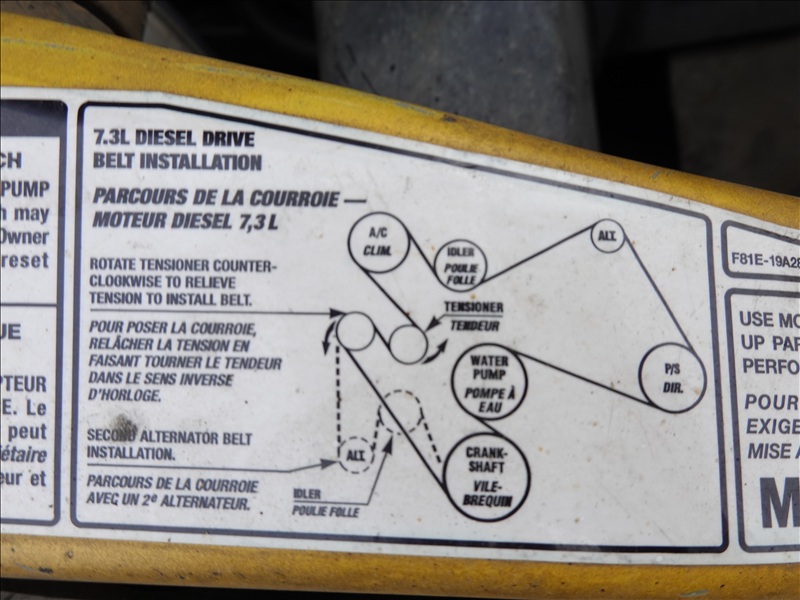 CH
PUMP
h may
Owner
reset
UE
PTEUR
E. Le
peut
étaire
eur et
7.3L DIESEL DRIVE
BELT INSTALLATION
PARCOURS DE LA COURROIE —
MOTEUR DIESEL 7,3 L
ROTATE TENSIONER COUNTER-
CLOCKWISE TO RELIEVE
TENSION TO INSTALL BELT.
POUR POSER LA COURROIE,
RELÂCHER LA TENSION EN
FAISANT TOURNER LE TENDEUR
DANS LE SENS INVERSE
D'HORLOGE.
SECOND ALTERNATOR BELT
INSTALLATION.
PARCOURS DE LA COURROIE
AVEC UN 2e ALTERNATEUR.
A/C
CLIM.
IDLER
POULIE
FOLLE
ALT.
TENSIONER
TENDEUR
WATER
PUMP
POMPE À
EAU
P/S
DIR.
ALT.
IDLER
POULIE FOLLE
CRANK-
SHAFT
VILE-
BREQUIN
F81E-19A2
USE MO
UP PAR
PERFO
POUR
EXIGE
MISE A
M